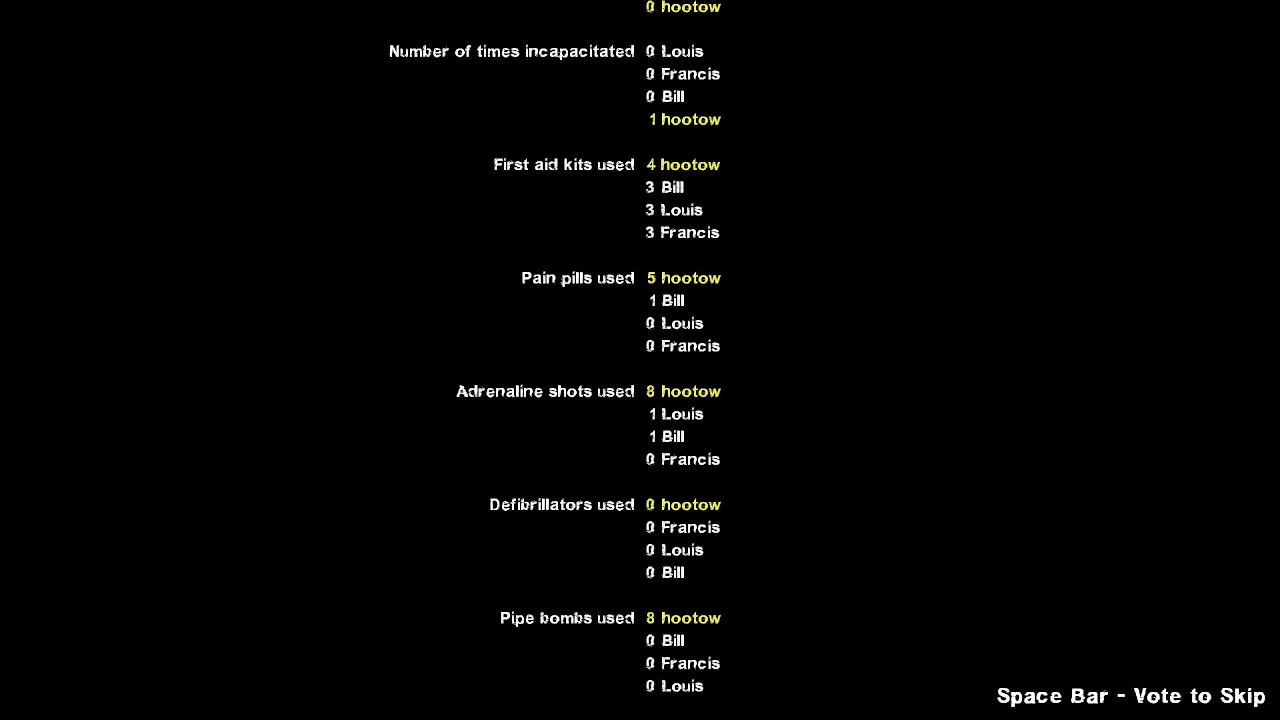 0 hootow
Number of times incapacitated 0 Louis
0 Francis
0 Bill
1 hootow
First aid kits used 4 hootow
3 Bill
3 Louis
3 Francis
Pain pills used 5 hootow
1 Bill
0 Louis
0 Francis
Adrenaline shots used 8 hootow
1 Louis
1 Bill
0 Francis
Defibrillators used 0 hootow
0 Francis
0 Louis
0 Bill
Pipe bombs used 8 hootow
0 Bill
0 Francis
0 Louis
Space Bar - Vote to Skip